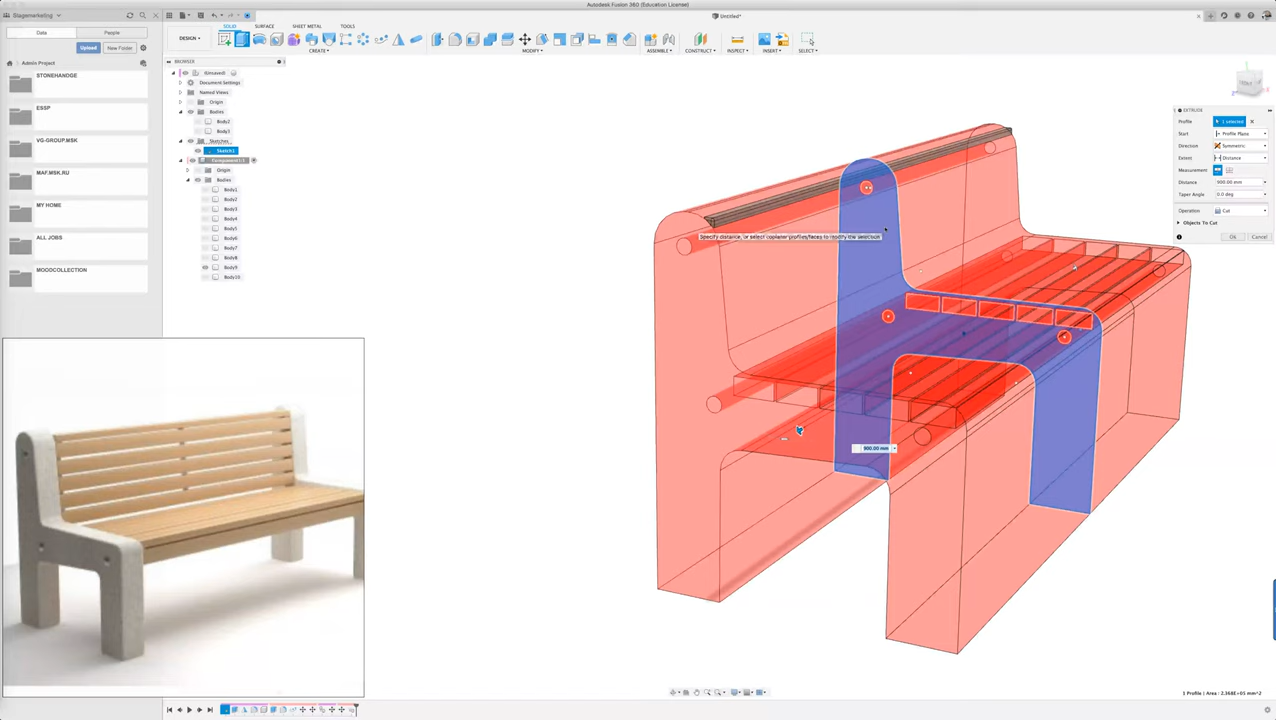 Autodesk Fusion 360 (Education License)
Blagemarketing
Untitled*
Data
People
SOLID
SURFACE
SHEET METAL
TOOLS
Upload
New Folder
DESIGN
CREATE
MODIFY
ASSEMBLE
CONSTRUCT
INSPECT
INSERT
SELECT
Admin Project
STONEHANDGE
ESSP
VG-GROUP.MSK
MAF.MSK.RU
MY HOME
ALL JOBS
MOODCOLLECTION
BROWSER
(Unsaved)
Document Settings
Named Views
Origin
Bodies
Body2
Body3
Sketches
Sketch1
Component1:1
Origin
Bodies
Body1
Body2
Body3
Body4
Body5
Body6
Body7
Body8
Body9
Body10
EXTRUDE
Profile
1 selected
Start
Profile Plane
Direction
Symmetric
Extent
Distance
Measurement
Distance
900.00 mm
Taper Angle
0.0 deg
Operation
Cut
Objects To Cut
OK
Cancel
Specify distance, or select coplanar profiles/faces to modify the selection
900.00 mm
1 Profile | Area : 2.368E+05 mm^2